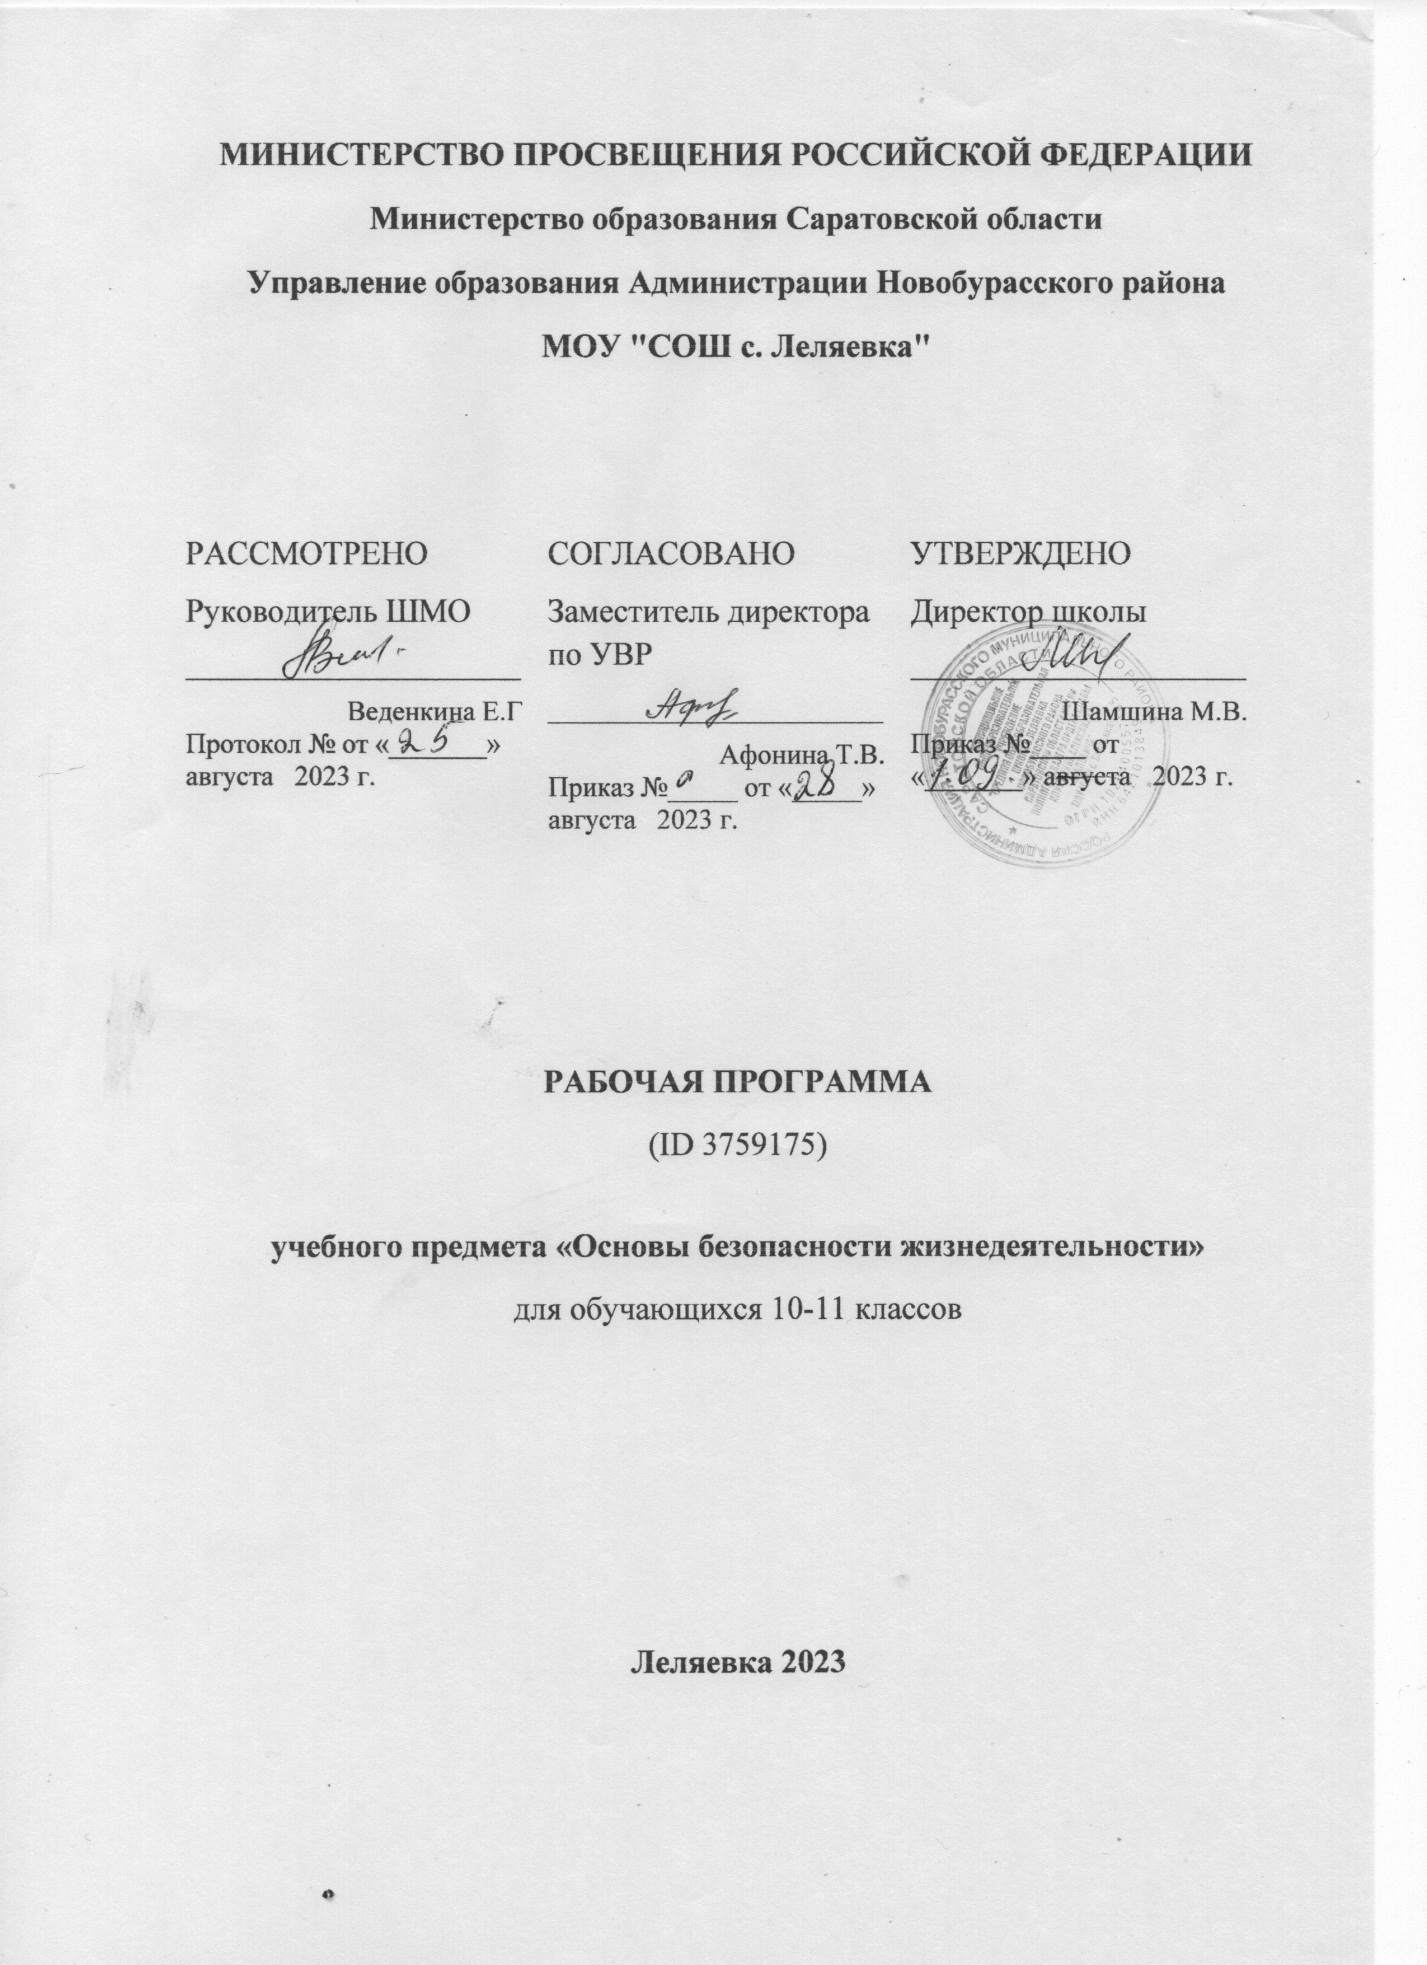 МИНИСТЕРСТВО ПРОСВЕЩЕНИЯ РОССИЙСКОЙ ФЕДЕРАЦИИ
Министерство образования Саратовской области
Управление образования Администрации Новобурасского района
МОУ "СОШ с. Леляевка"
РАССМОТРЕНО
Руководитель ШМО
Веденкина Е.Г
Протокол № от «25»
августа 2023 г.
СОГЛАСОВАНО
Заместитель директора
по УВР
Афонина Т.В.
Приказ №_____ от «28»
августа 2023 г.
УТВЕРЖДЕНО
Директор школы
Шамшина М.В.
Приказ №____ от
«1 09» августа 2023 г.
РАБОЧАЯ ПРОГРАММА
(ID 3759175)
учебного предмета «Основы безопасности жизнедеятельности»
для обучающихся 10-11 классов
Леляевка 2023